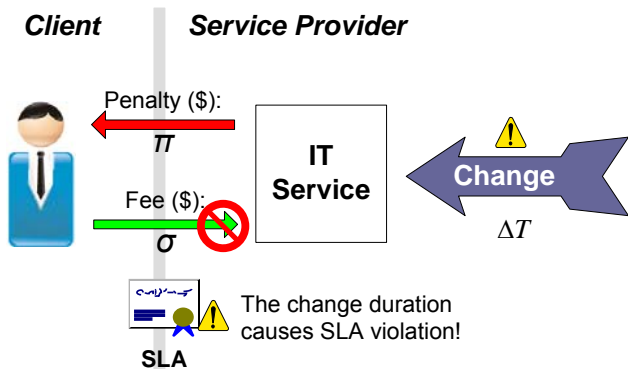 Client
Service Provider
Penalty ($):
π
Fee ($):
σ
IT
Service
Change
ΔT
The change duration
causes SLA violation!
SLA